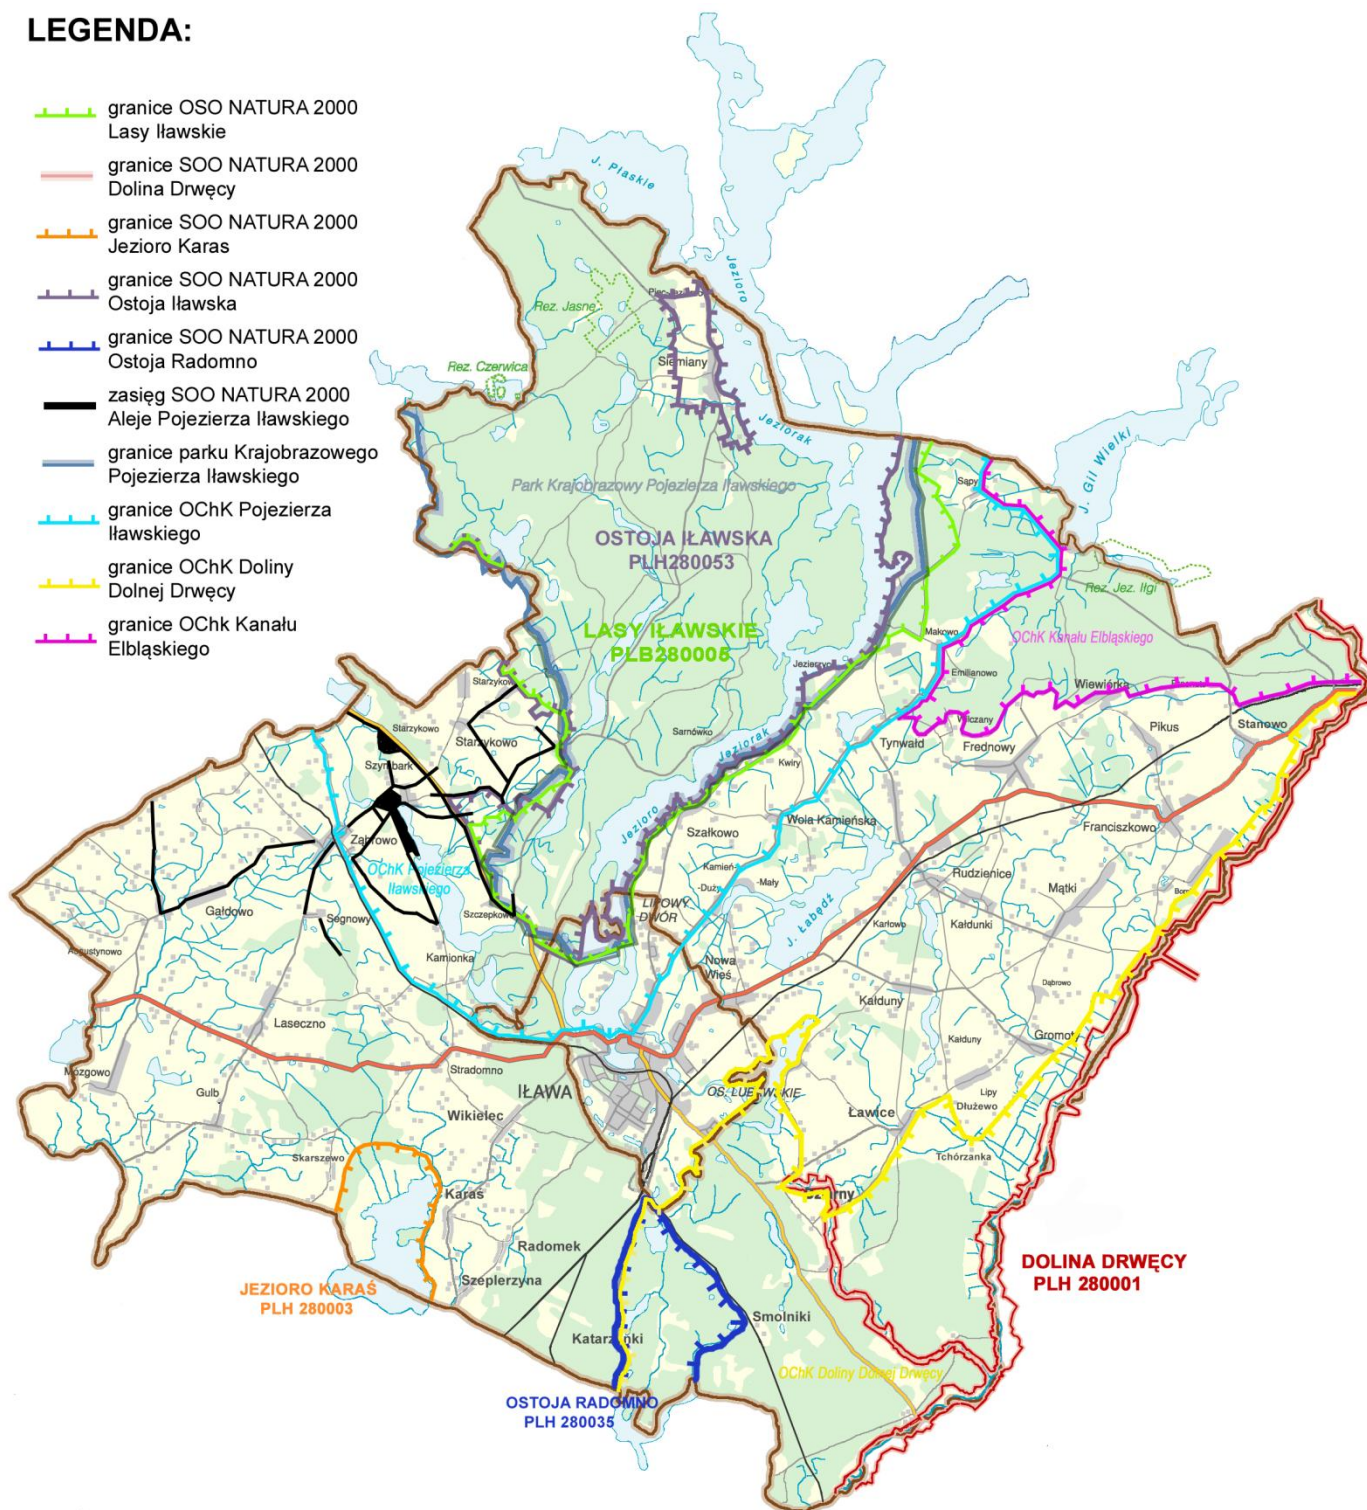 LEGENDA:
granice OSO NATURA 2000
Lasy Iławskie
granice SOO NATURA 2000
Dolina Drwęcy
granice SOO NATURA 2000
Jezioro Karas
granice SOO NATURA 2000
Ostoja Iławska
granice SOO NATURA 2000
Ostoja Radomno
zasięg SOO NATURA 2000
Aleje Pojezierza Iławskiego
granice parku Krajobrazowego
Pojezierza Iławskiego
granice OChK Pojezierza
Iławskiego
granice OChK Doliny
Dolnej Drwęcy
granice OChk Kanału
Elbląskiego
J. Płaskie
Jezioro
Rez. Jasne
Siemiany
Rez. Czerwica
Jeziorak
J. Gil Wielki
Sąpy
Park Krajobrazowy Pojezierza Iławskiego
OSTOJA IŁAWSKA
PLH280053
Rez. Jez. Iłgi
LASY IŁAWSKIE
PLB280005
Makowo
OChK Kanału Elbląskiego
Emilianowo
Wiewiórka
Starzykowo
Starzykowo
Sarnówko
Jeziorak
Tynwałd
Frednowy
Pikus
Stanowo
Szymbark
Kwiry
Jezioro
Szałkowo
Wola Kamieńska
Franciszkowo
Ząbrowo
OChK Pojezierza
Iławskiego
Kamień
-Duży
-Mały
Rudzienice
Mątki
Gałdowo
Segnowy
Szczepkowo
LIPOWY
DWÓR
J. Łabędź
Karłowo
Kałdunki
Augustynowo
Kamionka
Nowa
Wieś
Dąbrowo
Kałduny
Laseczno
Kałduny
Mózgowo
Stradomno
Gulb
IŁAWA
Wikielec
Ławice
Lipy
Dłużewo
Tchórzanka
Skarszewo
Karaś
Radomek
Szeplerzyna
JEZIORO KARAŚ
PLH 280003
DOLINA DRWĘCY
PLH 280001
Smolniki
OChK Doliny Dolnej Drwęcy
OSTOJA RADOMNO
PLH 280035